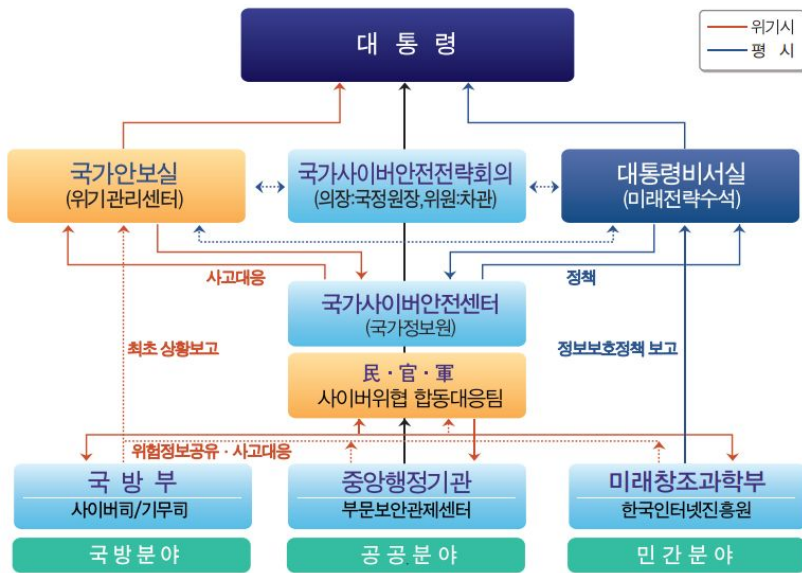 대통령
위기시
평 시
국가안보실
(위기관리센터)
국가사이버안전전략회의
(의장:국정원장,위원:차관)
대통령비서실
(미래전략수석)
사고대응
정책
국가사이버안전센터
(국가정보원)
최초 상황보고
정보보호정책 보고
民·官·軍
사이버위협 합동대응팀
위험정보공유·사고대응
국방부
사이버司/기무司
중앙행정기관
부문보안관제센터
미래창조과학부
한국인터넷진흥원
국방분야
공공분야
민간분야